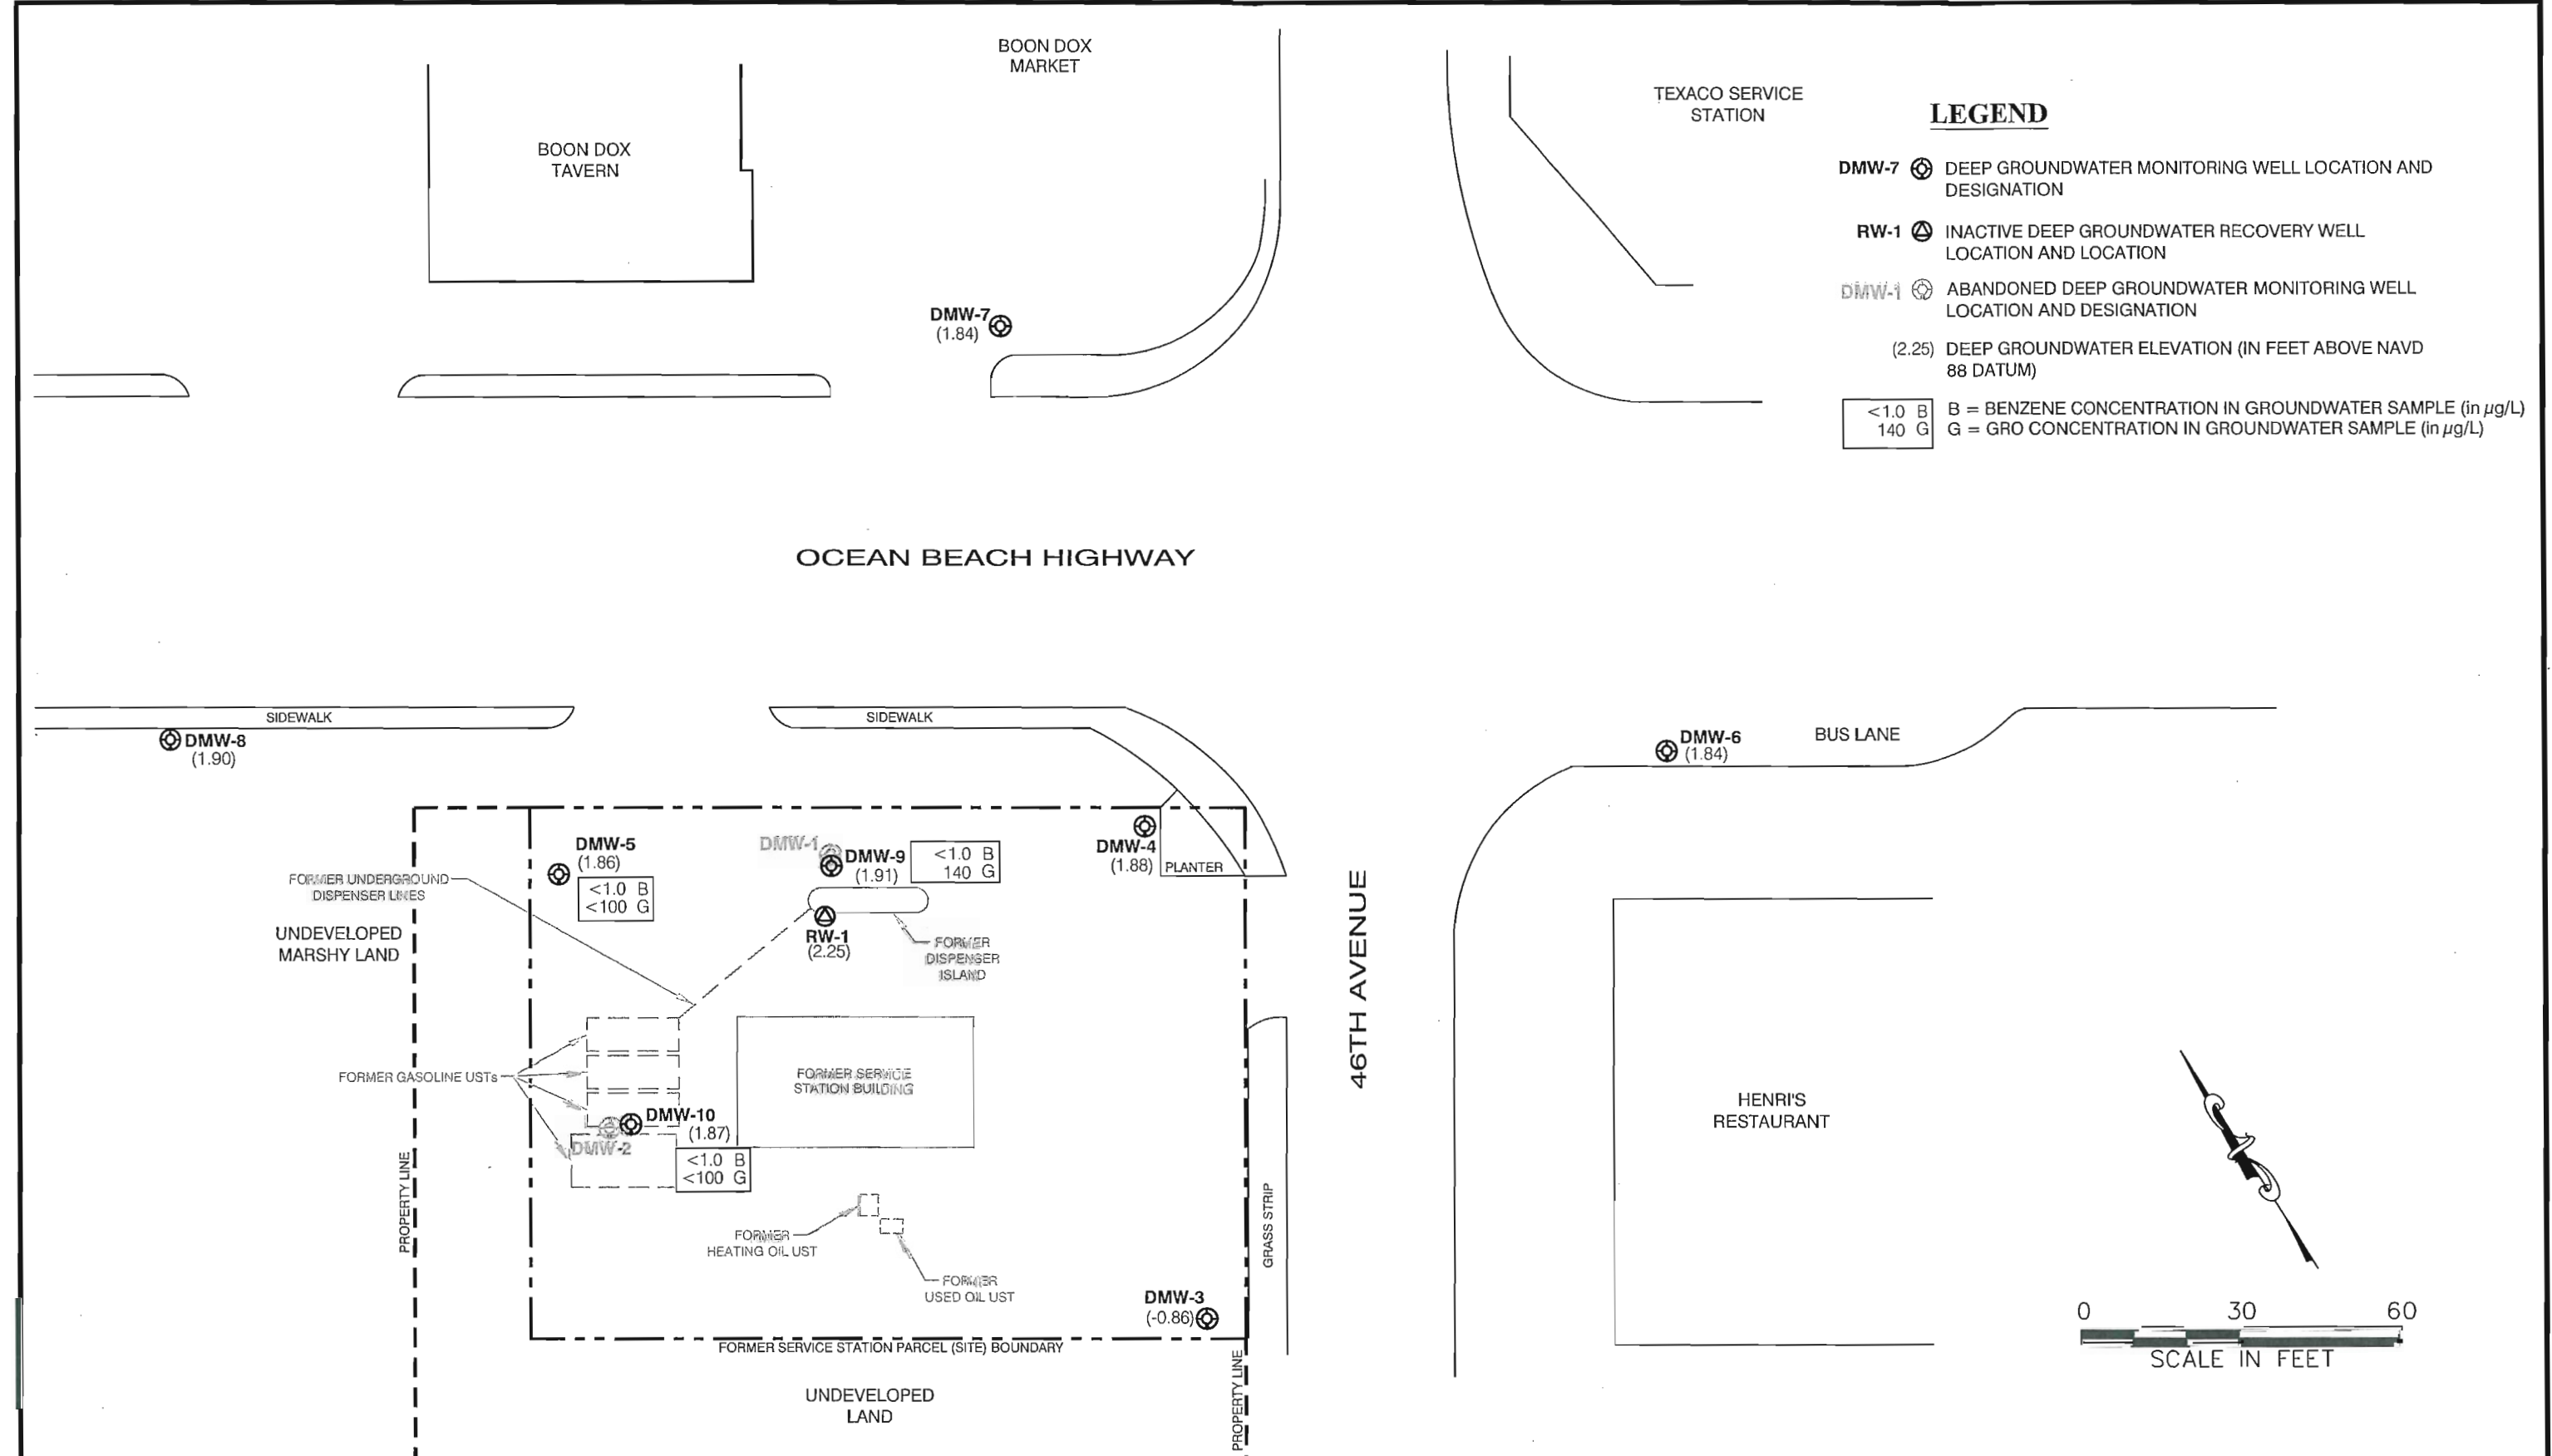 BOON DOX
MARKET
BOON DOX
TAVERN
TEXACO SERVICE
STATION
LEGEND
DMW-7 DEEP GROUNDWATER MONITORING WELL LOCATION AND
DESIGNATION
RW-1 INACTIVE DEEP GROUNDWATER RECOVERY WELL
LOCATION AND LOCATION
DMW-1 ABANDONED DEEP GROUNDWATER MONITORING WELL
LOCATION AND DESIGNATION
(2.25) DEEP GROUNDWATER ELEVATION (IN FEET ABOVE NAVD
88 DATUM)
<1.0 B B = BENZENE CONCENTRATION IN GROUNDWATER SAMPLE (in µg/L)
140 G G = GRO CONCENTRATION IN GROUNDWATER SAMPLE (in µg/L)
DMW-7
(1.84)
OCEAN BEACH HIGHWAY
SIDEWALK
SIDEWALK
DMW-8
(1.90)
DMW-6
(1.84)
BUS LANE
DMW-5
(1.86)
<1.0 B
<100 G
DMW-1
DMW-9
(1.91)
<1.0 B
140 G
DMW-4
(1.88)
PLANTER
FORMER UNDERGROUND
DISPENSER LINES
UNDEVELOPED
MARSHY LAND
RW-1
(2.25)
FORMER
DISPENSER
ISLAND
46TH AVENUE
FORMER GASOLINE USTs
FORMER SERVICE
STATION BUILDING
DMW-10
(1.87)
DMW-2
<1.0 B
<100 G
HENRI'S
RESTAURANT
PROPERTY LINE
GRASS STRIP
FORMER
HEATING OIL UST
FORMER
USED OIL UST
DMW-3
(-0.86)
FORMER SERVICE STATION PARCEL (SITE) BOUNDARY
UNDEVELOPED
LAND
PROPERTY LINE
0 30 60
SCALE IN FEET